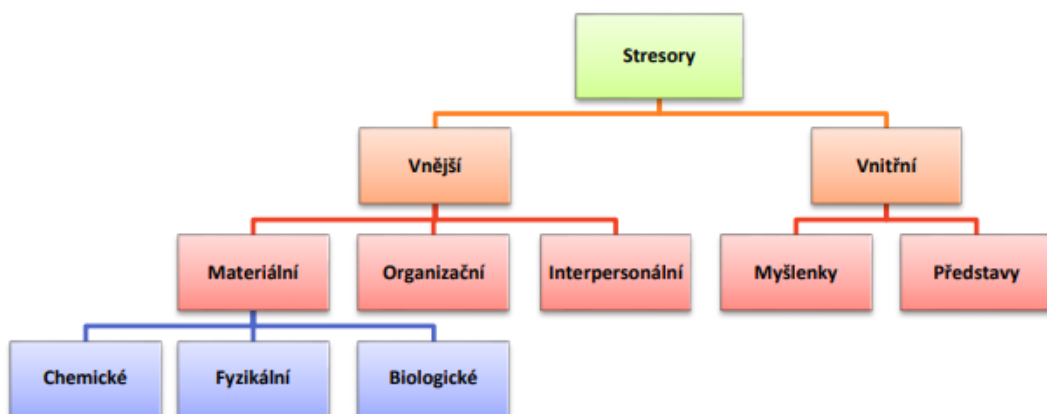 Stresory
Vnější
Vnitřní
Materiální
Organizační
Interpersonální
Myšlenky
Představy
Chemické
Fyzikální
Biologické